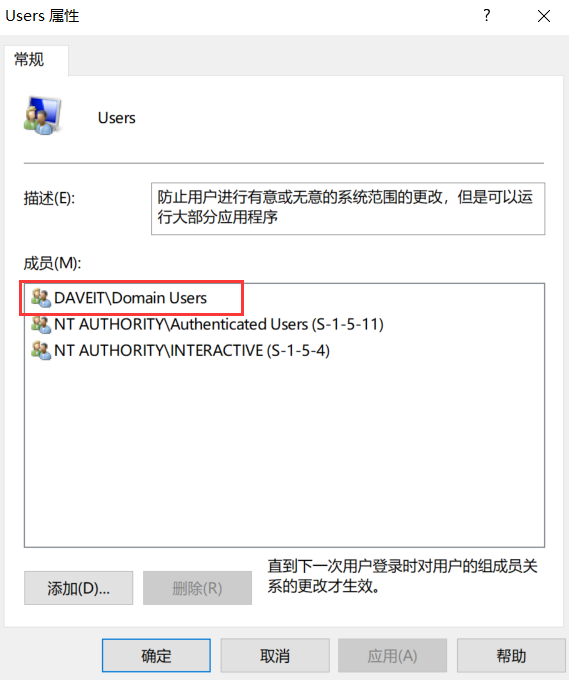 Users 属性
常规
Users
描述(E):
防止用户进行有意或无意的系统范围的更改，但是可以运
行大部分应用程序
成员(M):
DAVEIT\Domain Users
NT AUTHORITY\Authenticated Users (S-1-5-11)
NT AUTHORITY\INTERACTIVE (S-1-5-4)
添加(D)...
删除(R)
直到下一次用户登录时对用户的组成员关
系的更改才生效。
确定
取消
应用(A)
帮助